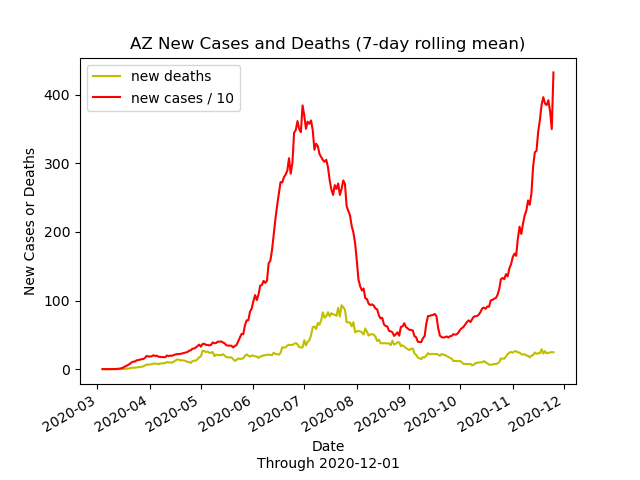 AZ New Cases and Deaths (7-day rolling mean)
new deaths
new cases / 10
400
300
200
100
0
New Cases or Deaths
2020-03
2020-04
2020-05
2020-06
2020-07
2020-08
2020-09
2020-10
2020-11
2020-12
Date
Through 2020-12-01